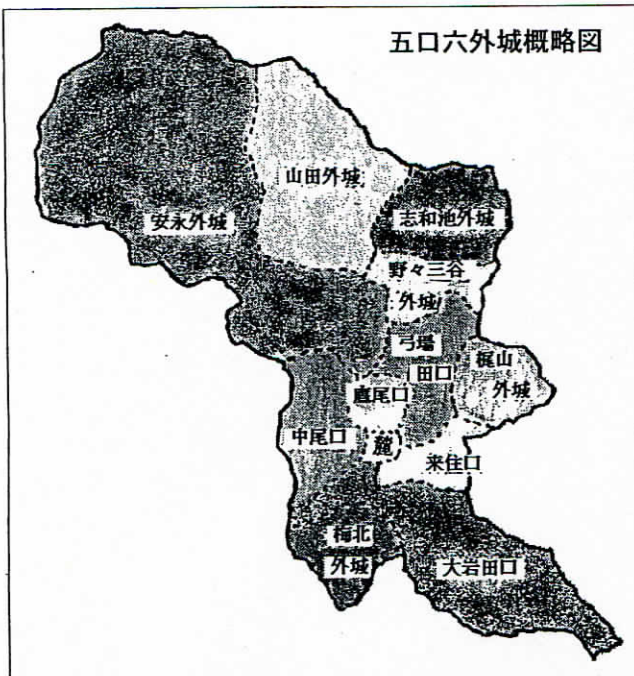 五口六外城概略図
山田外城
安永外城
志和池外城
野々三谷
外城
弓場
田口
梶山
外城
鷹尾口
中尾口
麓
来住口
梅北
外城
大岩田口